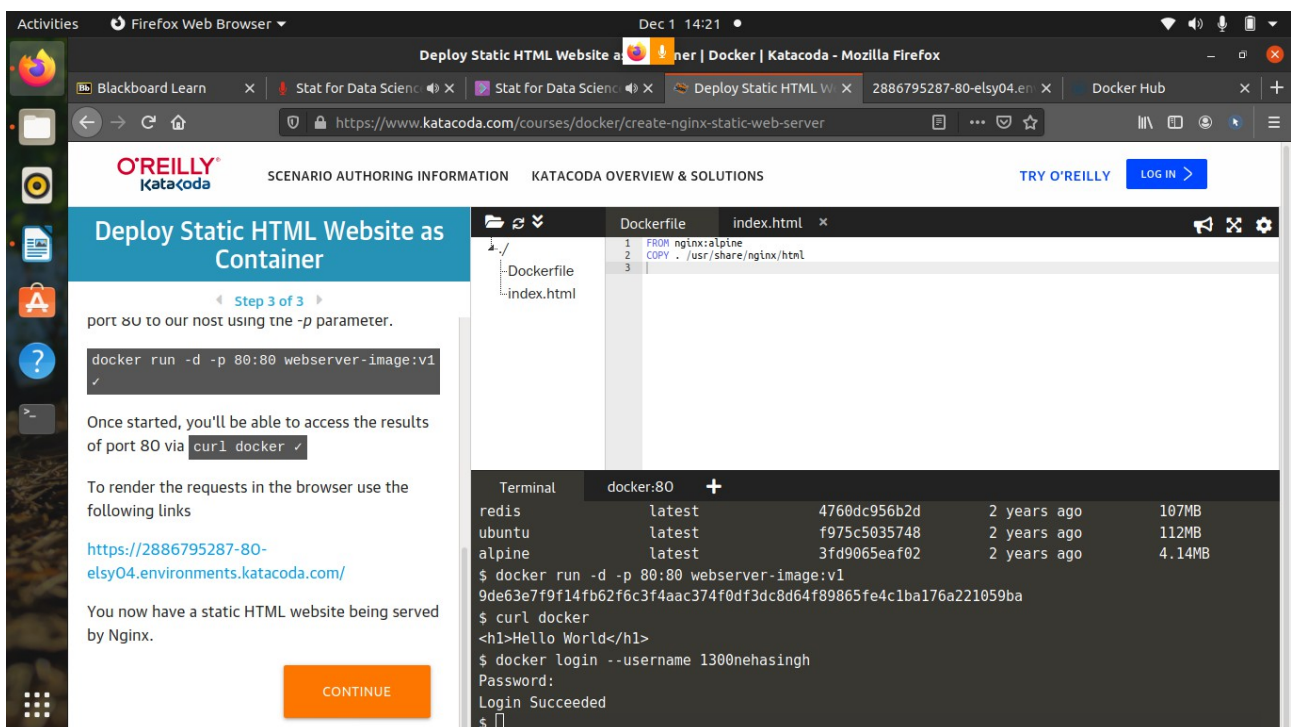 Activities Firefox Web Browser Dec 1 14:21
Deploy Static HTML Website a ner | Docker | Katacoda - Mozilla Firefox
Bb Blackboard Learn Stat for Data Scienc Stat for Data Scienc Deploy Static HTML W 2886795287-80-elsy04.en Docker Hub
https://www.katacoda.com/courses/docker/create-nginx-static-web-server
O'REILLY
Katacoda
SCENARIO AUTHORING INFORMATION KATACODA OVERVIEW & SOLUTIONS TRY O'REILLY LOG IN
Deploy Static HTML Website as
Container
Step 3 of 3
port 80 to our host using the -p parameter.
docker run -d -p 80:80 webserver-image:v1
✓
Once started, you'll be able to access the results
of port 80 via curl docker ✓
To render the requests in the browser use the
following links
https://2886795287-80-
elsy04.environments.katacoda.com/
You now have a static HTML website being served
by Nginx.
CONTINUE
./
Dockerfile
index.html
Dockerfile index.html ×
1 FROM nginx:alpine
2 COPY . /usr/share/nginx/html
3
Terminal docker:80 +
redis latest 4760dc956b2d 2 years ago 107MB
ubuntu latest f975c5035748 2 years ago 112MB
alpine latest 3fd9065eaf02 2 years ago 4.14MB
$ docker run -d -p 80:80 webserver-image:v1
9de63e7f9f14fb62f6c3f4aac374f0df3dc8d64f89865fe4c1ba176a221059ba
$ curl docker
<h1>Hello World</h1>
$ docker login --username 1300nehasingh
Password:
Login Succeeded
$